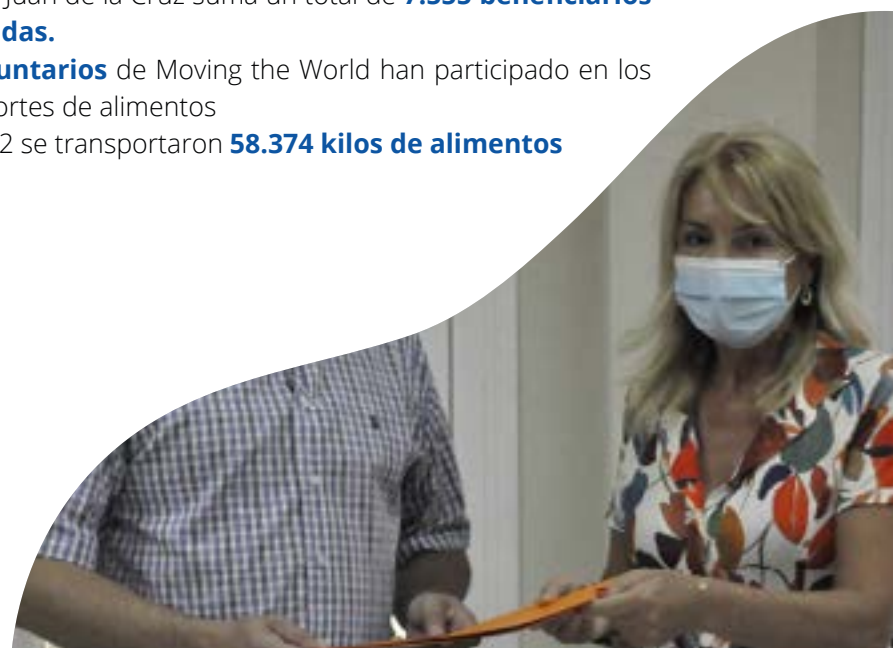 Juan de la Cruz suma un total de
das.
untarios de Moving the World han participado en los
ortes de alimentos
2 se transportaron 58.374 kilos de alimentos